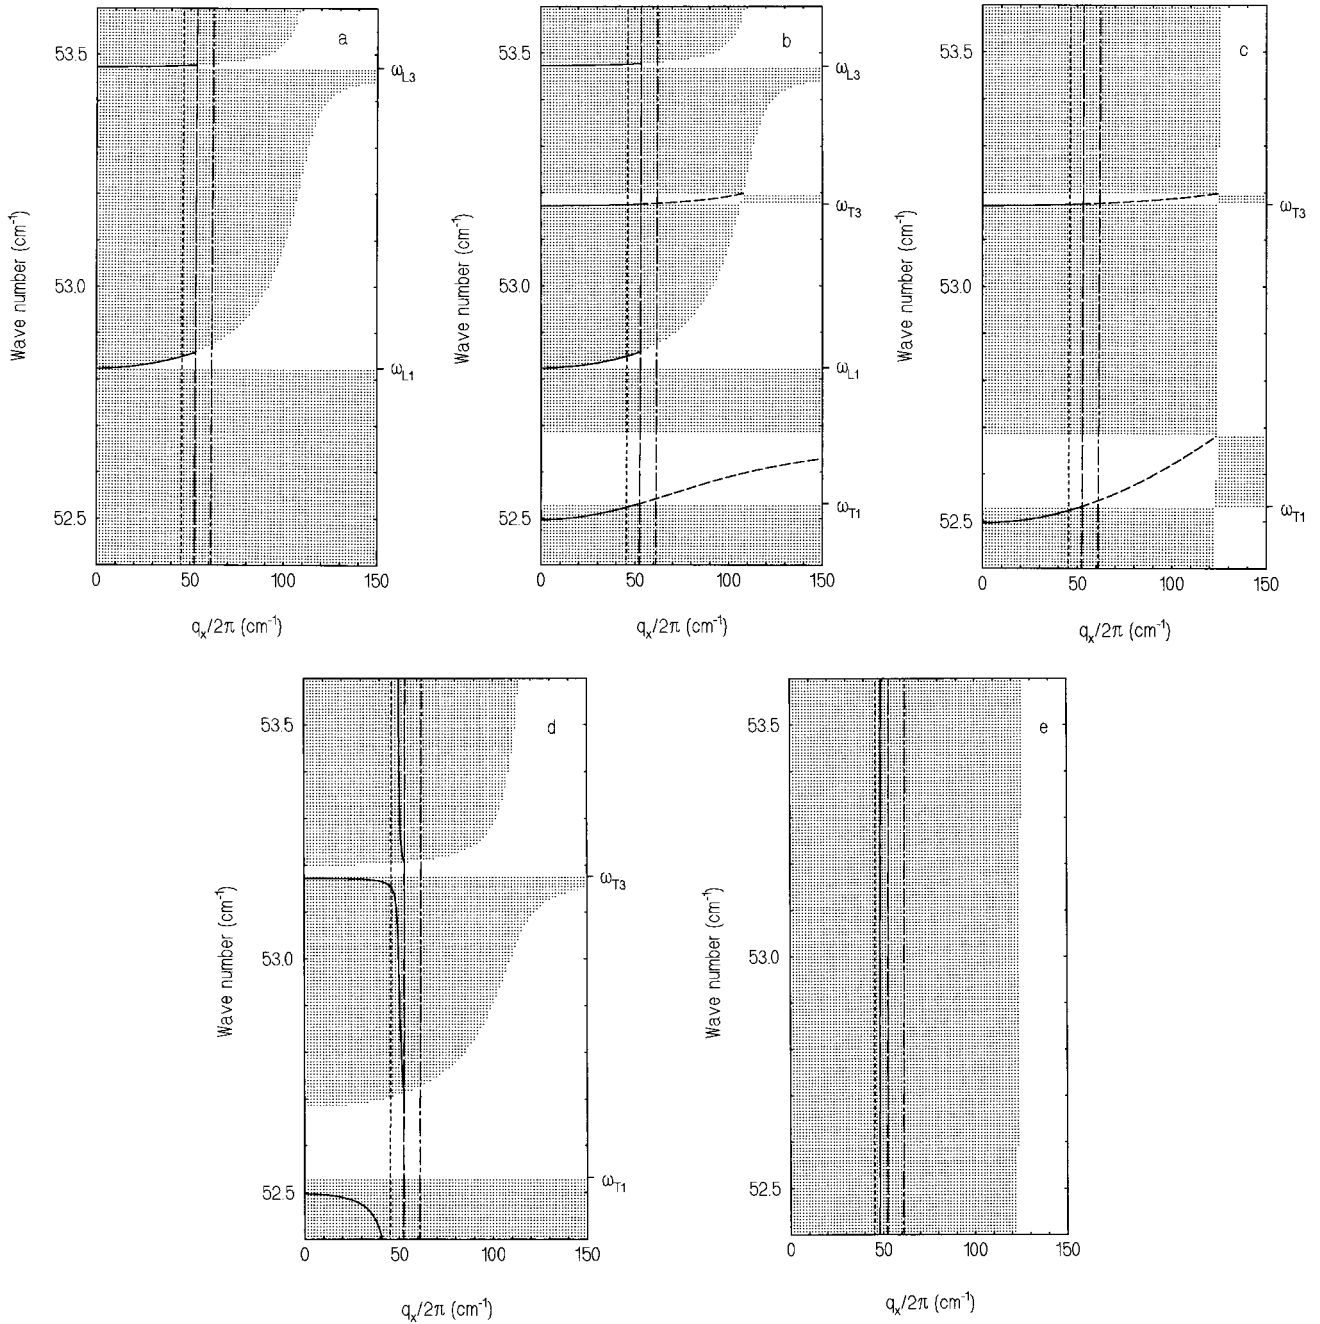 a
53.5
53.0
52.5
ω_L3
ω_L1
Wave number (cm⁻¹)
0
50
100
150
q_x/2π (cm⁻¹)
b
53.5
53.0
52.5
ω_L3
ω_T3
ω_L1
ω_T1
Wave number (cm⁻¹)
0
50
100
150
q_x/2π (cm⁻¹)
c
53.5
53.0
52.5
ω_T3
ω_T1
Wave number (cm⁻¹)
0
50
100
150
q_x/2π (cm⁻¹)
d
53.5
53.0
52.5
ω_T3
ω_T1
Wave number (cm⁻¹)
0
50
100
150
q_x/2π (cm⁻¹)
e
53.5
53.0
52.5
Wave number (cm⁻¹)
0
50
100
150
q_x/2π (cm⁻¹)